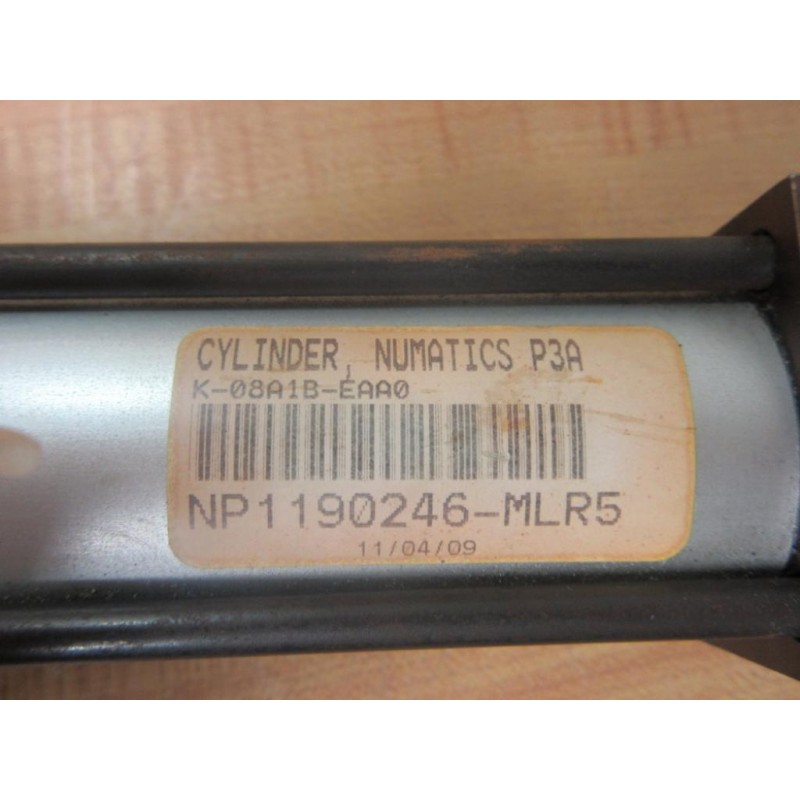 CYLINDER, NUMATICS P3A
K-08A1B-EAA0
NP1190246-MLR5
11/04/09